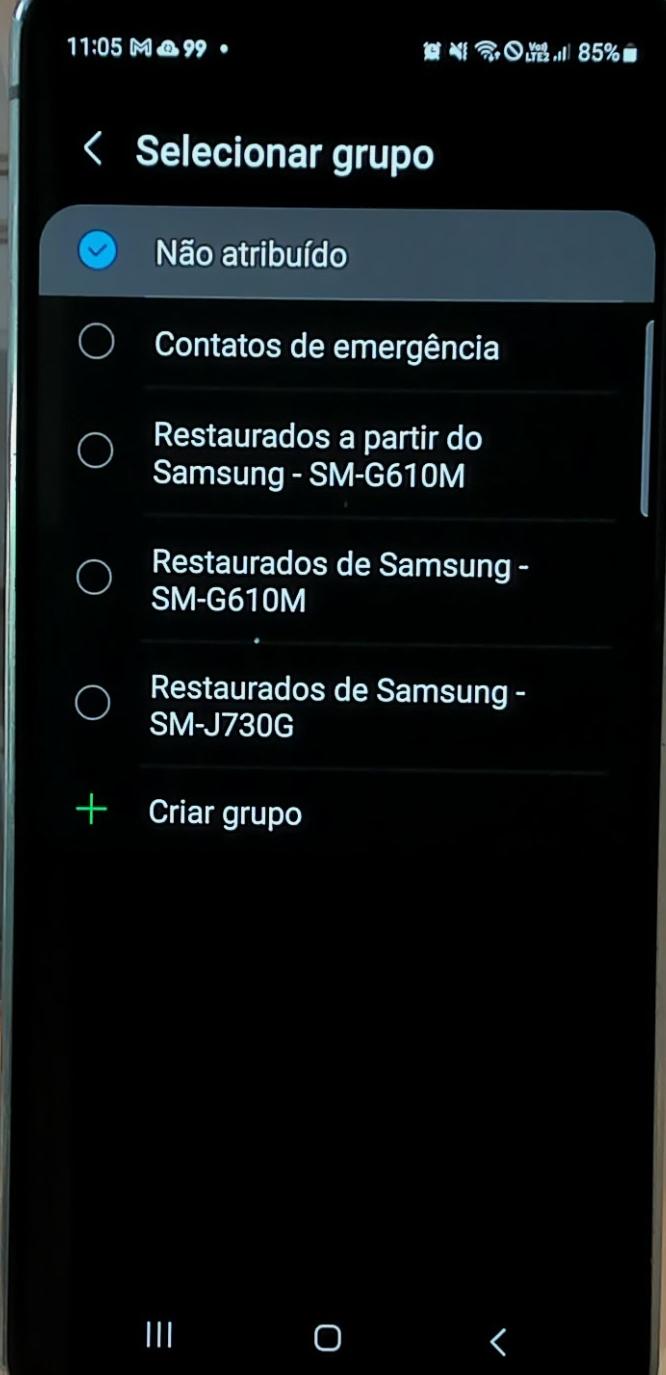 11:05 99 85%
Selecionar grupo
Não atribuído
Contatos de emergência
Restaurados a partir do
Samsung - SM-G610M
Restaurados de Samsung -
SM-G610M
Restaurados de Samsung -
SM-J730G
Criar grupo